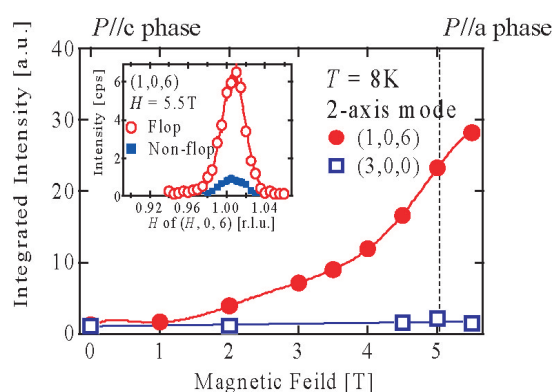 P//c phase
P//a phase
Integrated Intensity [a.u.]
40
30
20
10
0
(1,0,6)
H = 5.5T
Flop
Non-flop
Intensity [cps]
6
4
2
0
0.92 0.96 1.00 1.04
H of (H, 0, 6) [r.l.u.]
T = 8K
2-axis mode
(1,0,6)
(3,0,0)
0 1 2 3 4 5
Magnetic Feild [T]